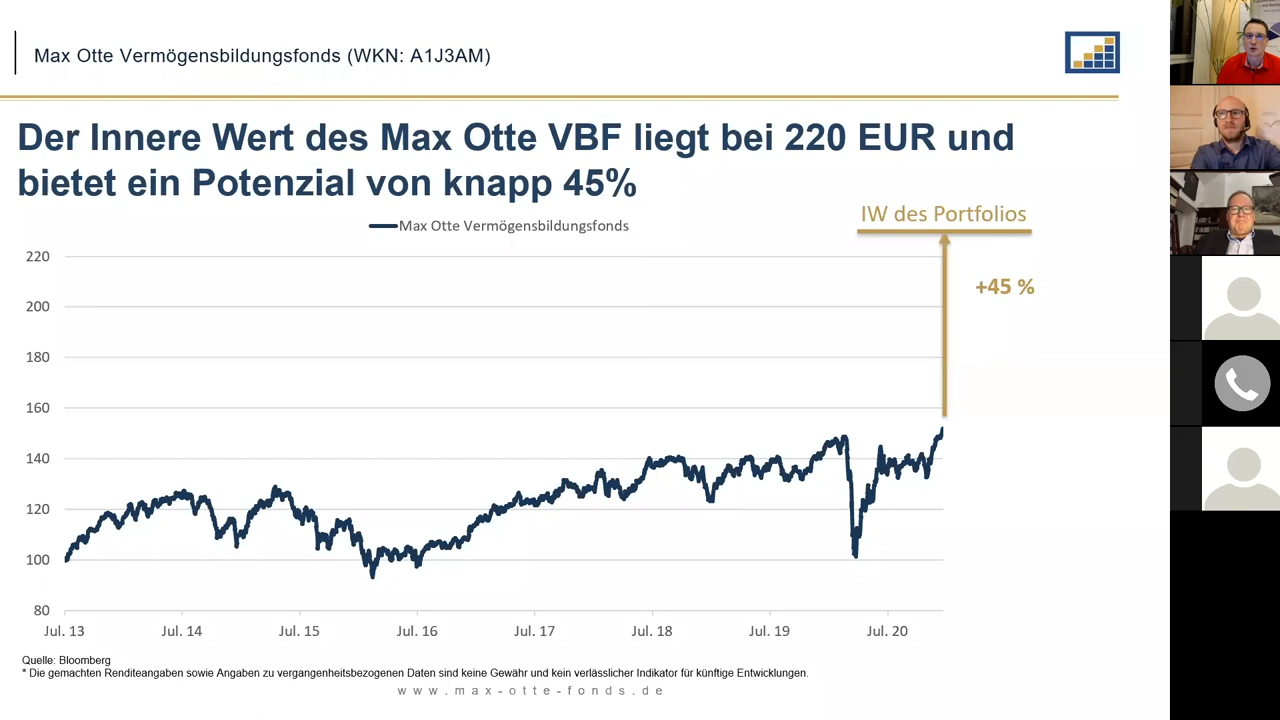 Max Otte Vermögensbildungsfonds (WKN: A1J3AM)
Der Innere Wert des Max Otte VBF liegt bei 220 EUR und
bietet ein Potenzial von knapp 45%
IW des Portfolios
Max Otte Vermögensbildungsfonds
+45 %
220
200
180
160
140
120
100
80
Jul. 13
Jul. 14
Jul. 15
Jul. 16
Jul. 17
Jul. 18
Jul. 19
Jul. 20
Quelle: Bloomberg
* Die gemachten Renditeangaben sowie Angaben zu vergangenheitsbezogenen Daten sind keine Gewähr und kein verlässlicher Indikator für künftige Entwicklungen.
www.max-otte-fonds.de